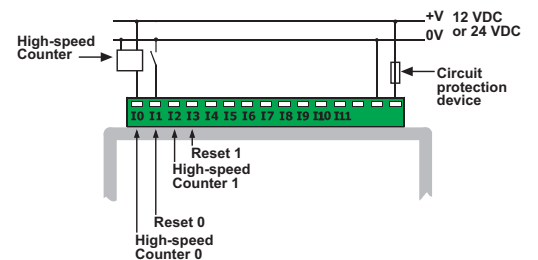 +V 12 VDC
0V or 24 VDC
High-speed
Counter
Circuit
protection
device
I0 I1 I2 I3 I4 I5 I6 I7 I8 I9 I10 I11
Reset 1
High-speed
Counter 1
Reset 0
High-speed
Counter 0